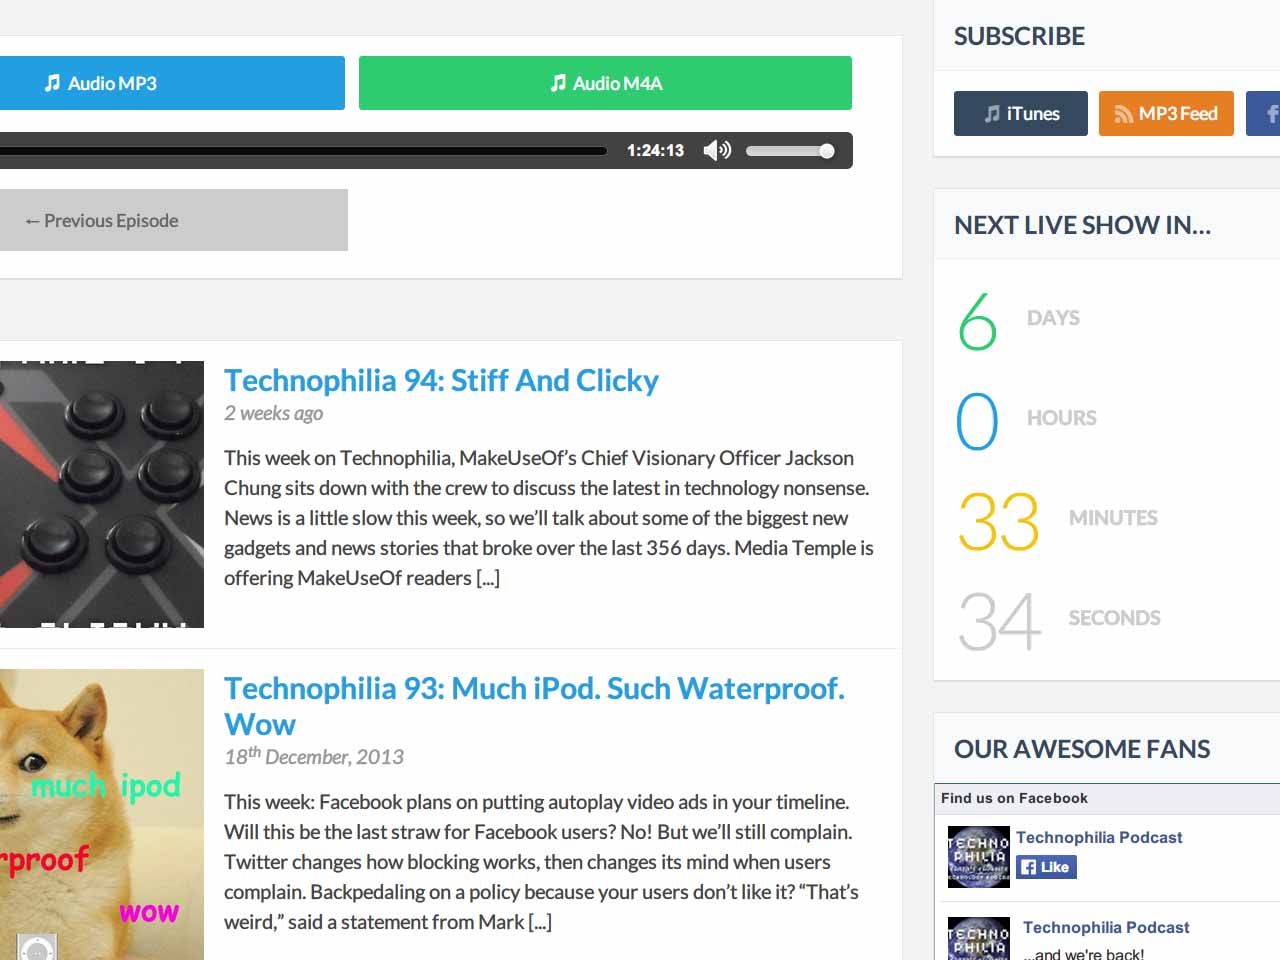 Audio MP3
Audio M4A
1:24:13
← Previous Episode
Technophilia 94: Stiff And Clicky
2 weeks ago
This week on Technophilia, MakeUseOf’s Chief Visionary Officer Jackson
Chung sits down with the crew to discuss the latest in technology nonsense.
News is a little slow this week, so we’ll talk about some of the biggest new
gadgets and news stories that broke over the last 356 days. Media Temple is
offering MakeUseOf readers [...]
much ipod
rproof
wow
Technophilia 93: Much iPod. Such Waterproof.
Wow
18th December, 2013
This week: Facebook plans on putting autoplay video ads in your timeline.
Will this be the last straw for Facebook users? No! But we’ll still complain.
Twitter changes how blocking works, then changes its mind when users
complain. Backpedaling on a policy because your users don’t like it? “That’s
weird,” said a statement from Mark [...]
SUBSCRIBE
iTunes
MP3 Feed
NEXT LIVE SHOW IN...
6 DAYS
0 HOURS
33 MINUTES
34 SECONDS
OUR AWESOME FANS
Find us on Facebook
TECHNO
PHILIA
Technophilia Podcast
Like
TECHNO
PHILIA
Technophilia Podcast
...and we're back!